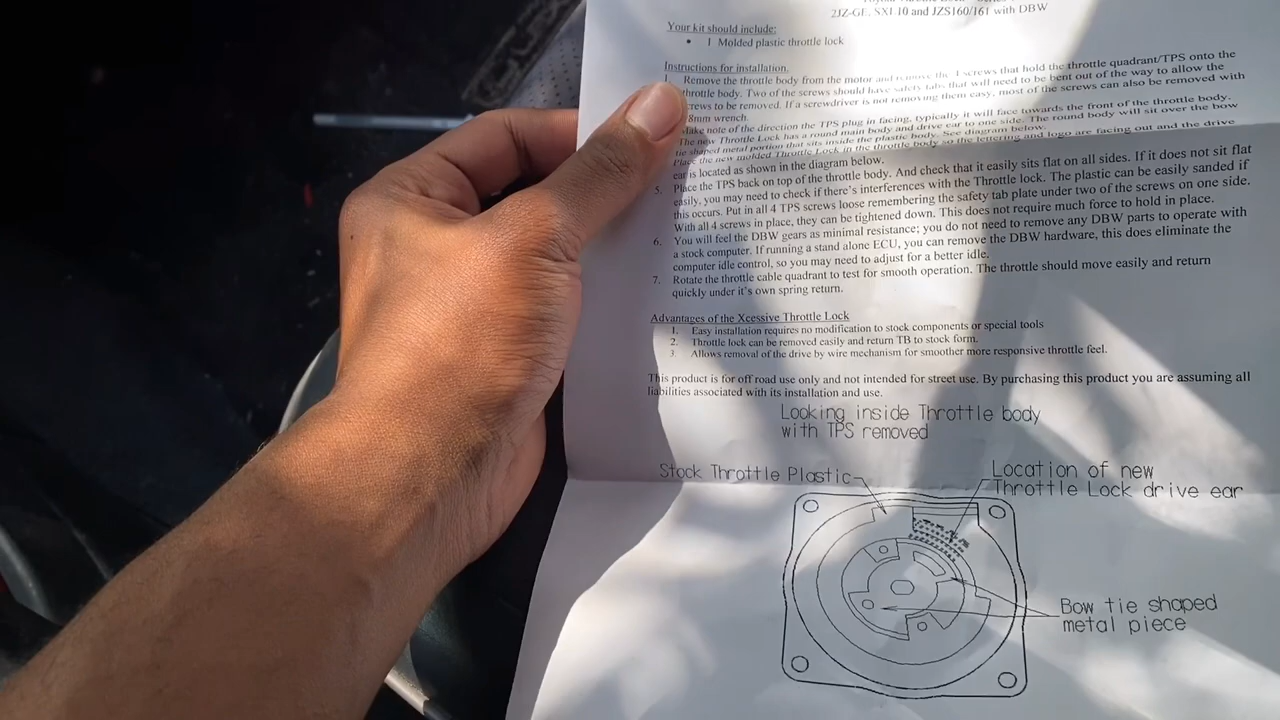 2JZ-GE, SXE10 and JZS160/161 with DBW
Your kit should include:
• 1 Molded plastic throttle lock
Instructions for installation.
1. Remove the throttle body from the motor and remove the 4 screws that hold the throttle quadrant/TPS onto the
throttle body. Two of the screws should have safety tabs that will need to be bent out of the way to allow the
screws to be removed. If a screwdriver is not removing them easy, most of the screws can also be removed with
8mm wrench.
Make note of the direction the TPS plug in facing, typically it will face towards the front of the throttle body.
The new Throttle Lock has a round main body and drive ear to one side. The round body will sit over the bow
tie shaped metal portion that sits inside the plastic body. See diagram below.
Place the new molded Throttle Lock in the throttle body so the lettering and logo are facing out and the drive
ear is located as shown in the diagram below.
5. Place the TPS back on top of the throttle body. And check that it easily sits flat on all sides. If it does not sit flat
easily, you may need to check if there's interferences with the Throttle lock. The plastic can be easily sanded if
this occurs. Put in all 4 TPS screws loose remembering the safety tab plate under two of the screws on one side.
With all 4 screws in place, they can be tightened down. This does not require much force to hold in place.
6. You will feel the DBW gears as minimal resistance; you do not need to remove any DBW parts to operate with
a stock computer. If running a stand alone ECU, you can remove the DBW hardware, this does eliminate the
computer idle control, so you may need to adjust for a better idle.
7. Rotate the throttle cable quadrant to test for smooth operation. The throttle should move easily and return
quickly under it's own spring return.
Advantages of the Xcessive Throttle Lock
1. Easy installation requires no modification to stock components or special tools
2. Throttle lock can be removed easily and return TB to stock form.
3. Allows removal of the drive by wire mechanism for smoother more responsive throttle feel.
This product is for off road use only and not intended for street use. By purchasing this product you are assuming all
liabilities associated with its installation and use.
Looking inside Throttle body
with TPS removed
Stock Throttle Plastic
Location of new
Throttle Lock drive ear
Bow tie shaped
metal piece